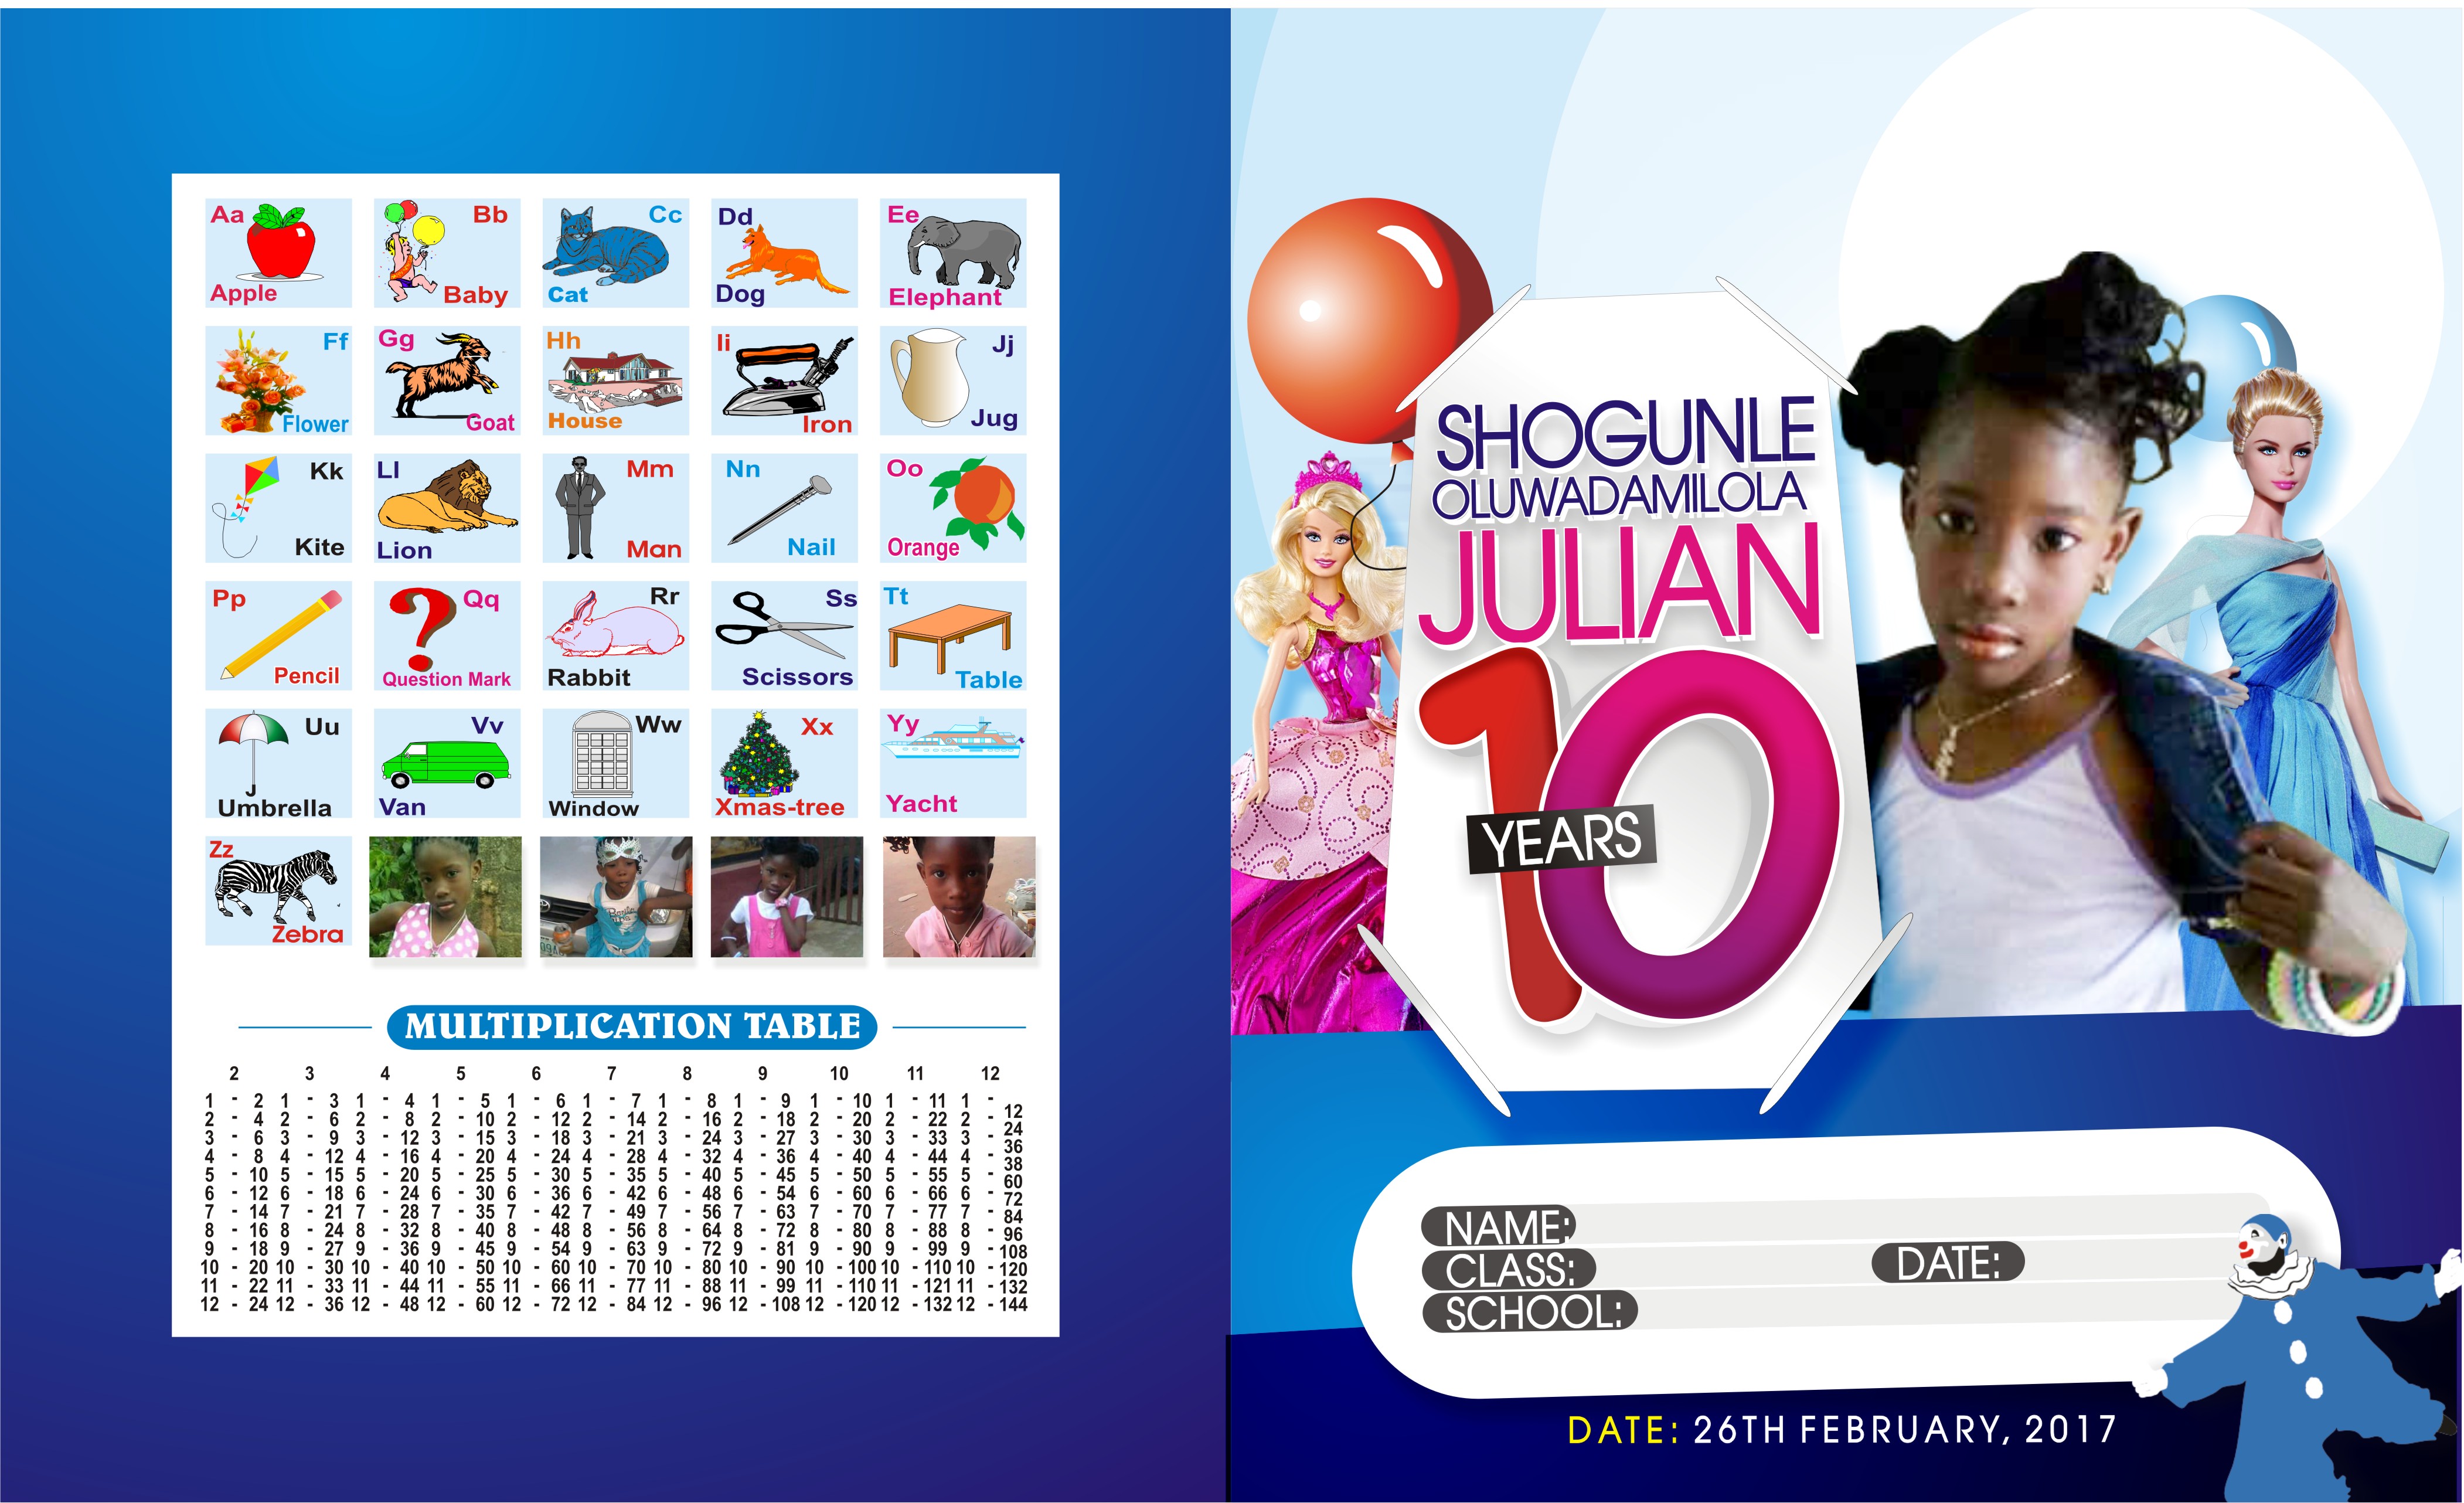 Aa
Apple
Bb
Baby
Cc
Cat
Dd
Dog
Ee
Elephant
Ff
Flower
Gg
Goat
Hh
House
Ii
Iron
Jj
Jug
Kk
Kite
Ll
Lion
Mm
Man
Nn
Nail
Oo
Orange
Pp
Pencil
Qq
Question Mark
Rr
Rabbit
Ss
Scissors
Tt
Table
Uu
Umbrella
Vv
Van
Ww
Window
Xx
Xmas-tree
Yy
Yacht
Zz
Zebra
MULTIPLICATION TABLE
2 3 4 5 6 7 8 9 10 11 12
1 - 2 1 - 3 1 - 4 1 - 5 1 - 6 1 - 7 1 - 8 1 - 9 1 - 10 1 - 11 1 - 12
2 - 4 2 - 6 2 - 8 2 - 10 2 - 12 2 - 14 2 - 16 2 - 18 2 - 20 2 - 22 2 - 24
3 - 6 3 - 9 3 - 12 3 - 15 3 - 18 3 - 21 3 - 24 3 - 27 3 - 30 3 - 33 3 - 36
4 - 8 4 - 12 4 - 16 4 - 20 4 - 24 4 - 28 4 - 32 4 - 36 4 - 40 4 - 44 4 - 38
5 - 10 5 - 15 5 - 20 5 - 25 5 - 30 5 - 35 5 - 40 5 - 45 5 - 50 5 - 55 5 - 60
6 - 12 6 - 18 6 - 24 6 - 30 6 - 36 6 - 42 6 - 48 6 - 54 6 - 60 6 - 66 6 - 72
7 - 14 7 - 21 7 - 28 7 - 35 7 - 42 7 - 49 7 - 56 7 - 63 7 - 70 7 - 77 7 - 84
8 - 16 8 - 24 8 - 32 8 - 40 8 - 48 8 - 56 8 - 64 8 - 72 8 - 80 8 - 88 8 - 96
9 - 18 9 - 27 9 - 36 9 - 45 9 - 54 9 - 63 9 - 72 9 - 81 9 - 90 9 - 99 9 - 108
10 - 20 10 - 30 10 - 40 10 - 50 10 - 60 10 - 70 10 - 80 10 - 90 10 - 100 10 - 110 10 - 120
11 - 22 11 - 33 11 - 44 11 - 55 11 - 66 11 - 77 11 - 88 11 - 99 11 - 110 11 - 121 11 - 132
12 - 24 12 - 36 12 - 48 12 - 60 12 - 72 12 - 84 12 - 96 12 - 108 12 - 120 12 - 132 12 - 144
SHOGUNLE
OLUWADAMILOLA
JULIAN
10
YEARS
NAME:
CLASS: DATE:
SCHOOL:
DATE: 26TH FEBRUARY, 2017